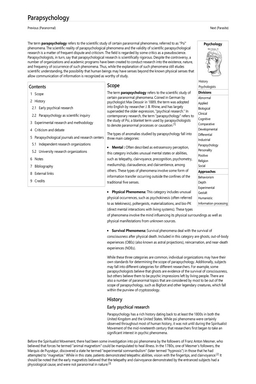 Parapsychology
Previous (Paranormal)
Next (Paraski)
The term parapsychology refers to the scientific study of certain paranormal phenomena, referred to as "Psi"
phenomena. The scientific reality of parapsychological phenomena and the validity of scientific parapsychological
research is a matter of frequent dispute and criticism. The field is regarded by some critics as a pseudoscience.
Parapsychologists, in turn, say that parapsychological research is scientifically rigorous. Despite the controversy, a
number of organizations and academic programs have been created to conduct research into the existence, nature,
and frequency of occurrence of such phenomena. Thus, while the explanation of such phenomena still eludes
scientific understanding, the possibility that human beings may have senses beyond the known physical senses that
allow communication of information is recognized as worthy of study.
Psychology
History
Psychologists
Divisions
Abnormal
Applied
Biological
Clinical
Cognitive
Comparative
Developmental
Differential
Industrial
Parapsychology
Personality
Positive
Religion
Social
Approaches
Behaviorism
Depth
Experimental
Gestalt
Humanistic
Information processing
Contents
1 Scope
2 History
2.1 Early psychical research
2.2 Parapsychology as scientific inquiry
3 Experimental research and methodology
4 Criticism and debate
5 Parapsychological journals and research centers
5.1 Independent research organizations
5.2 University research organizations
6 Notes
7 Bibliography
8 External links
9 Credits
Scope
The term parapsychology refers to the scientific study of
certain paranormal phenomena. Coined in German by
psychologist Max Dessoir in 1889, the term was adopted
into English by researcher J. B. Rhine, and has largely
superseded the older expression, "psychical research." In
contemporary research, the term "parapsychology" refers to
the study of Psi, a blanket term used by parapsychologists
to denote paranormal processes or causation.
The types of anomalies studied by parapsychology fall into
three main categories:
• Mental: Often described as extrasensory perception,
this category includes unusual mental states or abilities,
such as telepathy, clairvoyance, precognition, psychometry,
mediumship, clairaudience, and clairsentience, among
others. These types of phenomena involve some form of
information transfer occurring outside the confines of the
traditional five senses.
• Physical Phenomena: This category includes unusual
physical occurrences, such as psychokinesis (often referred
to as telekinesis), poltergeists, materializations, and bio-PK
(direct mental interactions with living systems). These types
of phenomena involve the mind influencing its physical surroundings as well as
physical manifestations from unknown sources.
• Survival Phenomena: Survival phenomena deal with the survival of
consciousness after physical death. Included in this category are ghosts, out-of-body
experiences (OBEs) (also known as astral projections), reincarnation, and near-death
experiences (NDEs).
While these three categories are common, individual organizations may have their
own standards for determining the scope of parapsychology. Additionally, subjects
may fall into different categories for different researchers. For example, some
parapsychologists believe that ghosts are evidence of the survival of consciousness,
but others believe them to be psychic impressions left by living people. There are
also a number of paranormal topics that are considered by most to be out of the
scope of parapsychology, such as Bigfoot and other legendary creatures, which fall
within the purview of cryptozoology.
History
Early psychical research
Parapsychology has a rich history dating back to at least the 1800s in both the
United England and the United States. While psi phenomena were certainly
observed throughout most of human history, it was not until during the Spiritualist
Movement of the mid nineteenth century that researchers first began to take on
significant interest in psychic phenomena.
Before the Spiritualist Movement, there had been some investigation into psi phenomena by the followers of Franz Anton Mesmer, who
believed that forces he termed "animal magnetism" could be manipulated to heal illness. In the 1780s, one of Mesmer's followers, the
Marquis de Puységur, discovered a state he termed "experimental somnambulism" (later termed "hypnosis") in those that he had
attempted to "magnetize." While in this state, patients demonstrated telepathic abilities, vision with the fingertips, and clairvoyance. It
should be noted that the early magnetists believed that the telepathy and clairvoyance demonstrated by the enhanced subjects had a
physiological cause, and were not paranormal in nature.